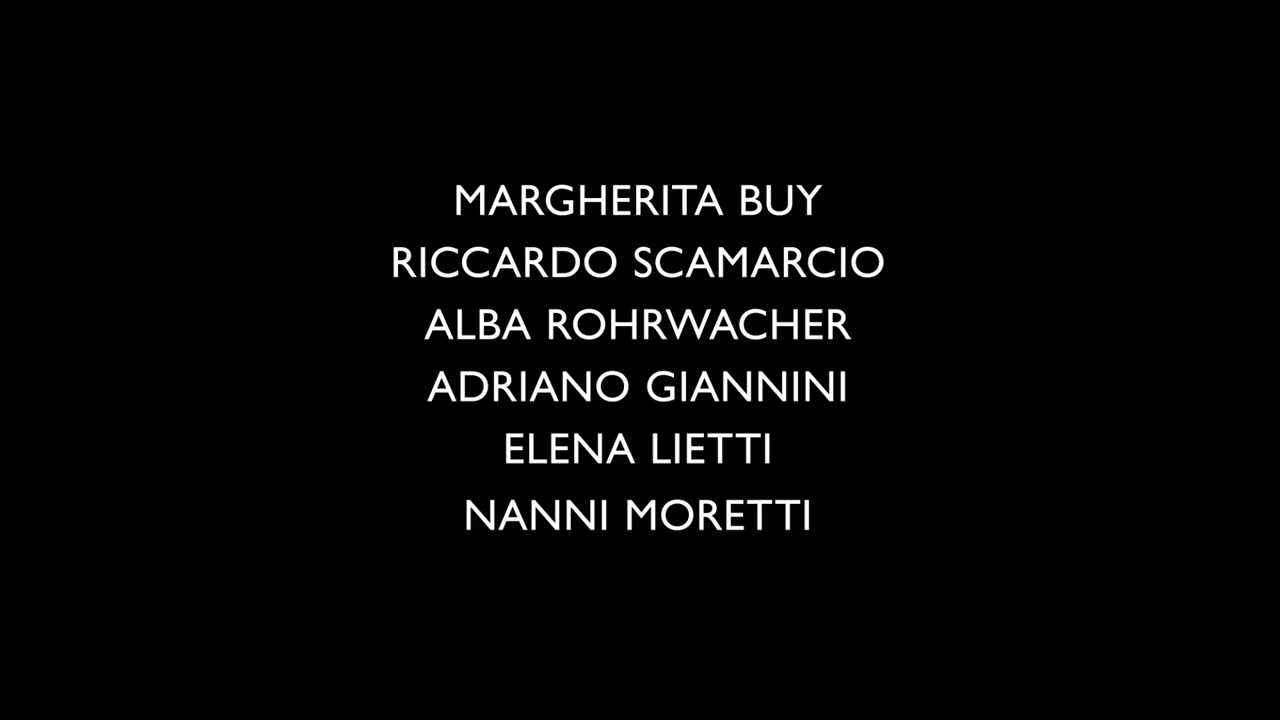 MARGHERITA BUY
RICCARDO SCAMARCIO
ALBA ROHRWACHER
ADRIANO GIANNINI
ELENA LIETTI
NANNI MORETTI